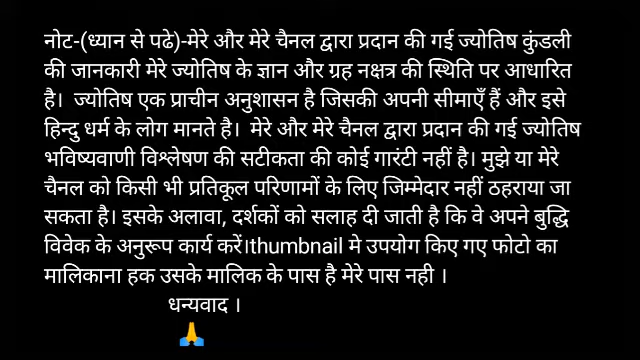 नोट-(ध्यान से पढे)-मेरे और मेरे चैनल द्वारा प्रदान की गई ज्योतिष कुंडली
की जानकारी मेरे ज्योतिष के ज्ञान और ग्रह नक्षत्र की स्थिति पर आधारित
है। ज्योतिष एक प्राचीन अनुशासन है जिसकी अपनी सीमाएँ हैं और इसे
हिन्दु धर्म के लोग मानते है। मेरे और मेरे चैनल द्वारा प्रदान की गई ज्योतिष
भविष्यवाणी विश्लेषण की सटीकता की कोई गारंटी नहीं है। मुझे या मेरे
चैनल को किसी भी प्रतिकूल परिणामों के लिए जिम्मेदार नहीं ठहराया जा
सकता है। इसके अलावा, दर्शकों को सलाह दी जाती है कि वे अपने बुद्धि
विवेक के अनुरूप कार्य करें।thumbnail मे उपयोग किए गए फोटो का
मालिकाना हक उसके मालिक के पास है मेरे पास नही ।
धन्यवाद ।
🙏